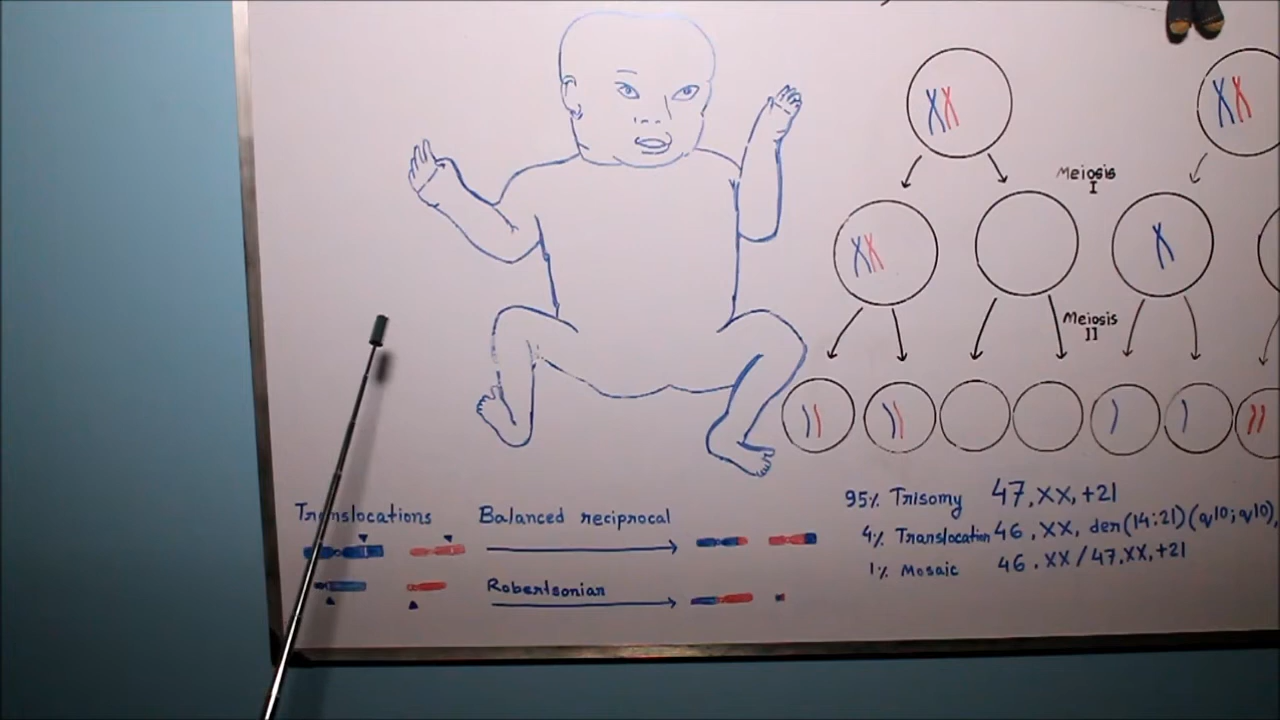 Meiosis
I
Meiosis
II
Translocations
Balanced reciprocal
Robertsonian
95% Trisomy 47,XX,+21
4% Translocation 46, XX, der(14:21)(q10;q10),
1% Mosaic 46, XX/47,XX,+21